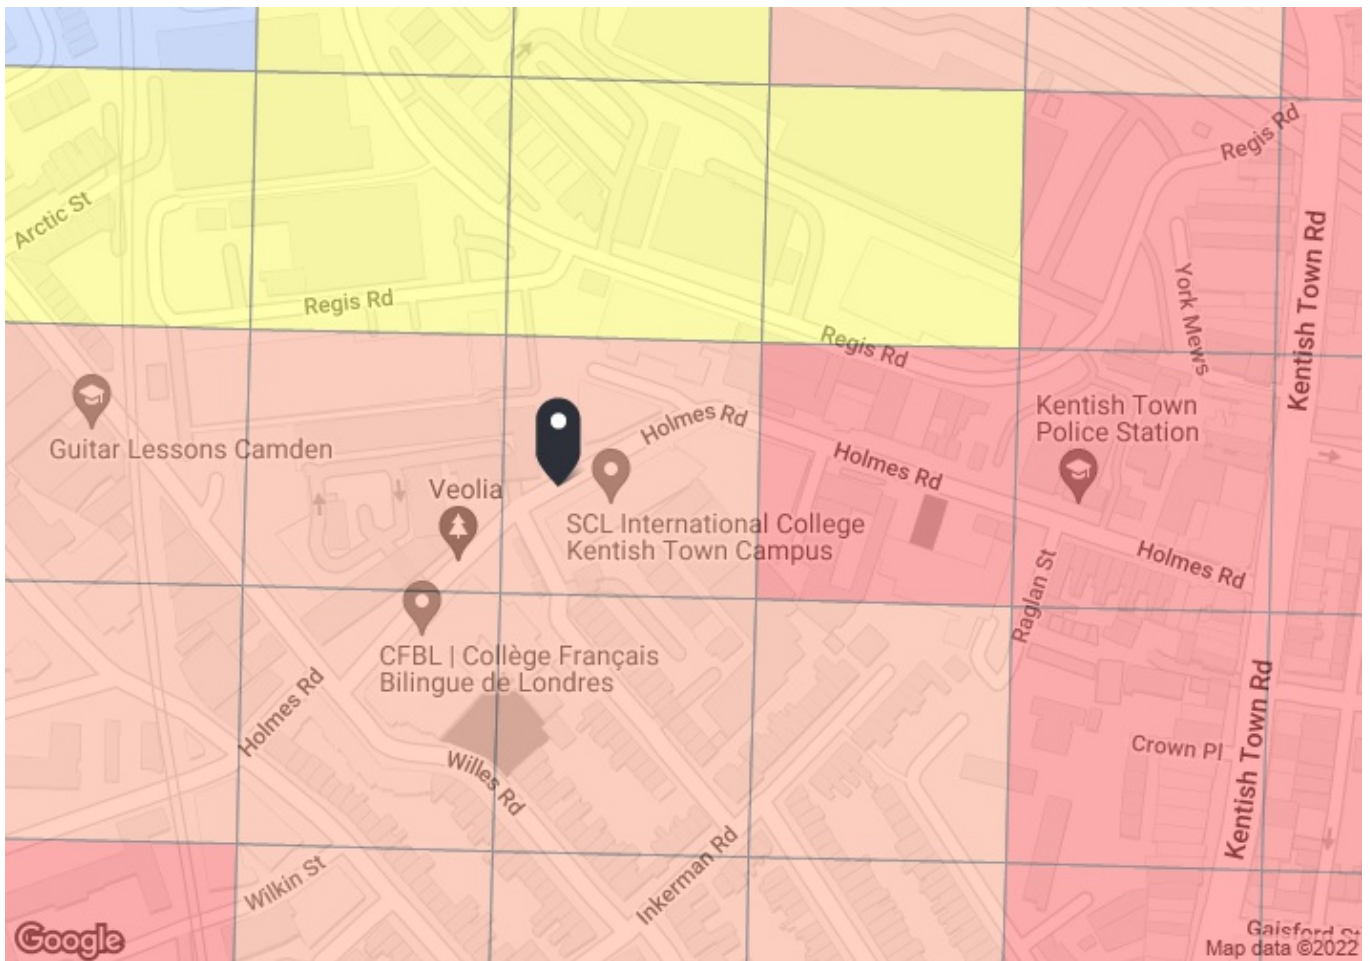 Regis Rd
Arctic St
Kentish Town Rd
York Mews
Regis Rd
Regis Rd
Kentish Town
Police Station
Guitar Lessons Camden
Holmes Rd
Holmes Rd
Veolia
SCL International College
Kentish Town Campus
Holmes Rd
Raglan St
CFBL | Collège Français
Bilingue de Londres
Holmes Rd
Kentish Town Rd
Crown Pl
Willes Rd
Inkerman Rd
Wilkin St
Google
Gaisford St
Map data ©2022